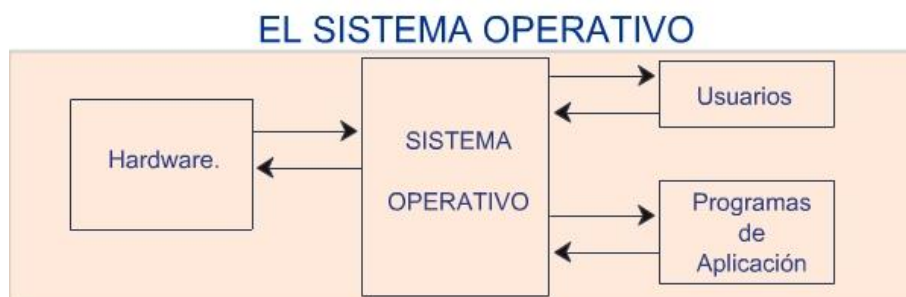 EL SISTEMA OPERATIVO
Hardware.
SISTEMA
OPERATIVO
Usuarios
Programas
de
Aplicación